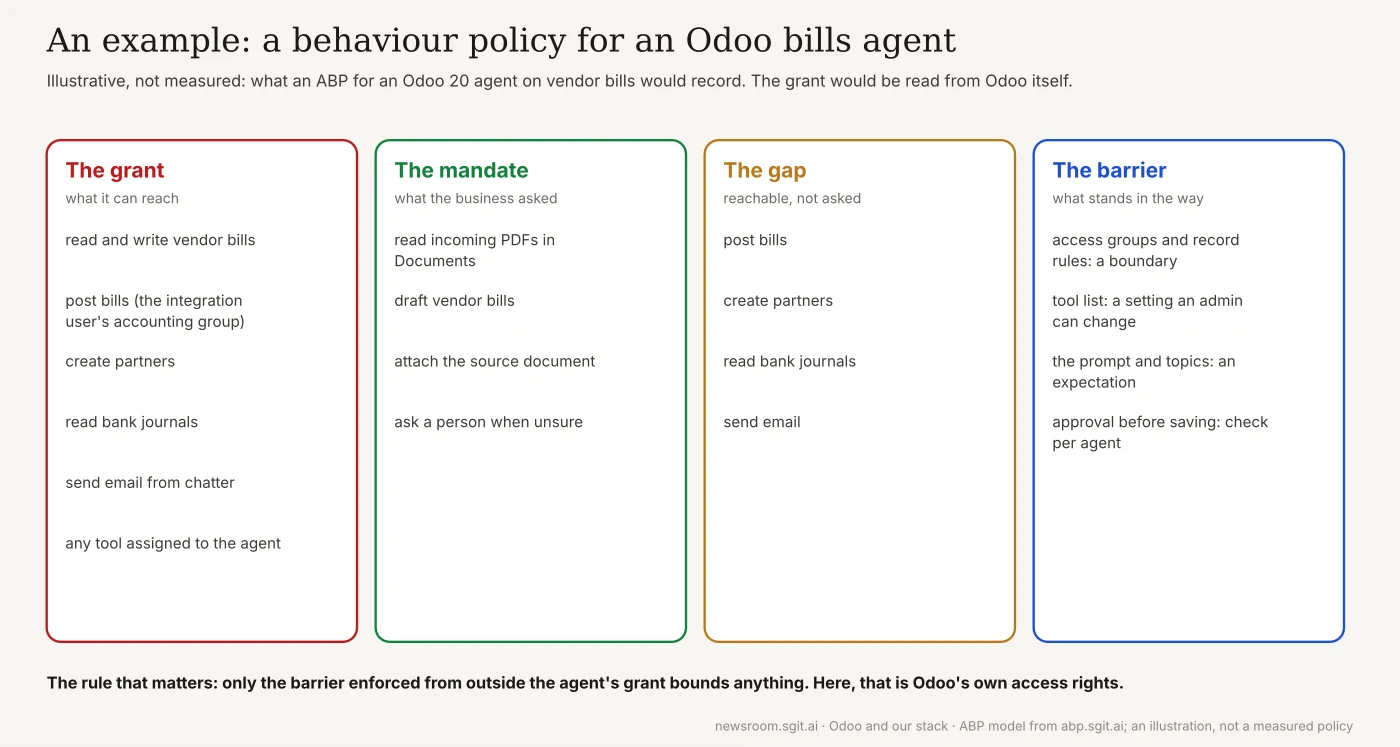 An example: a behaviour policy for an Odoo bills agent
Illustrative, not measured: what an ABP for an Odoo 20 agent on vendor bills would record. The grant would be read from Odoo itself.
The grant
what it can reach
read and write vendor bills
post bills (the integration
user's accounting group)
create partners
read bank journals
send email from chatter
any tool assigned to the agent
The mandate
what the business asked
read incoming PDFs in
Documents
draft vendor bills
attach the source document
ask a person when unsure
The gap
reachable, not asked
post bills
create partners
read bank journals
send email
The barrier
what stands in the way
access groups and record
rules: a boundary
tool list: a setting an admin
can change
the prompt and topics: an
expectation
approval before saving: check
per agent
The rule that matters: only the barrier enforced from outside the agent's grant bounds anything. Here, that is Odoo's own access rights.
newsroom.sgit.ai · Odoo and our stack · ABP model from abp.sgit.ai; an illustration, not a measured policy